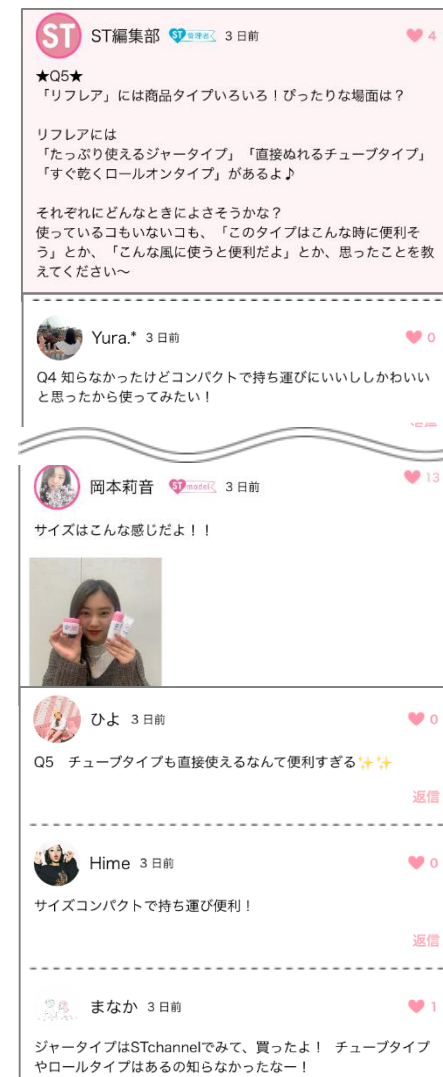 ST ST編集部 ST管理者 3日前 4
★Q5★
「リフレア」には商品タイプいろいろ！ぴったりな場面は？
リフレアには
「たっぷり使えるジャータイプ」「直接ぬれるチューブタイプ」
「すぐ乾くロールオンタイプ」があるよ♪
それぞれにどんなときによさそうかな？
使っているコもいないコも、「このタイプはこんな時に便利そ
う」とか、「こんな風に使うと便利だよ」とか、思ったことを教
えてください〜
Yura.* 3日前 0
Q4 知らなかったけどコンパクトで持ち運びにいいししかわいい
と思ったから使ってみたい！
岡本莉音 STmodel 3日前 13
サイズはこんな感じだよ！！
ひよ 3日前 0
Q5　チューブタイプも直接使えるなんて便利すぎる✨✨
返信
Hime 3日前 0
サイズコンパクトで持ち運び便利！
返信
まなか 3日前 1
ジャータイプはSTchannelでみて、買ったよ！ チューブタイプ
やロールタイプはあるの知らなかったなー！